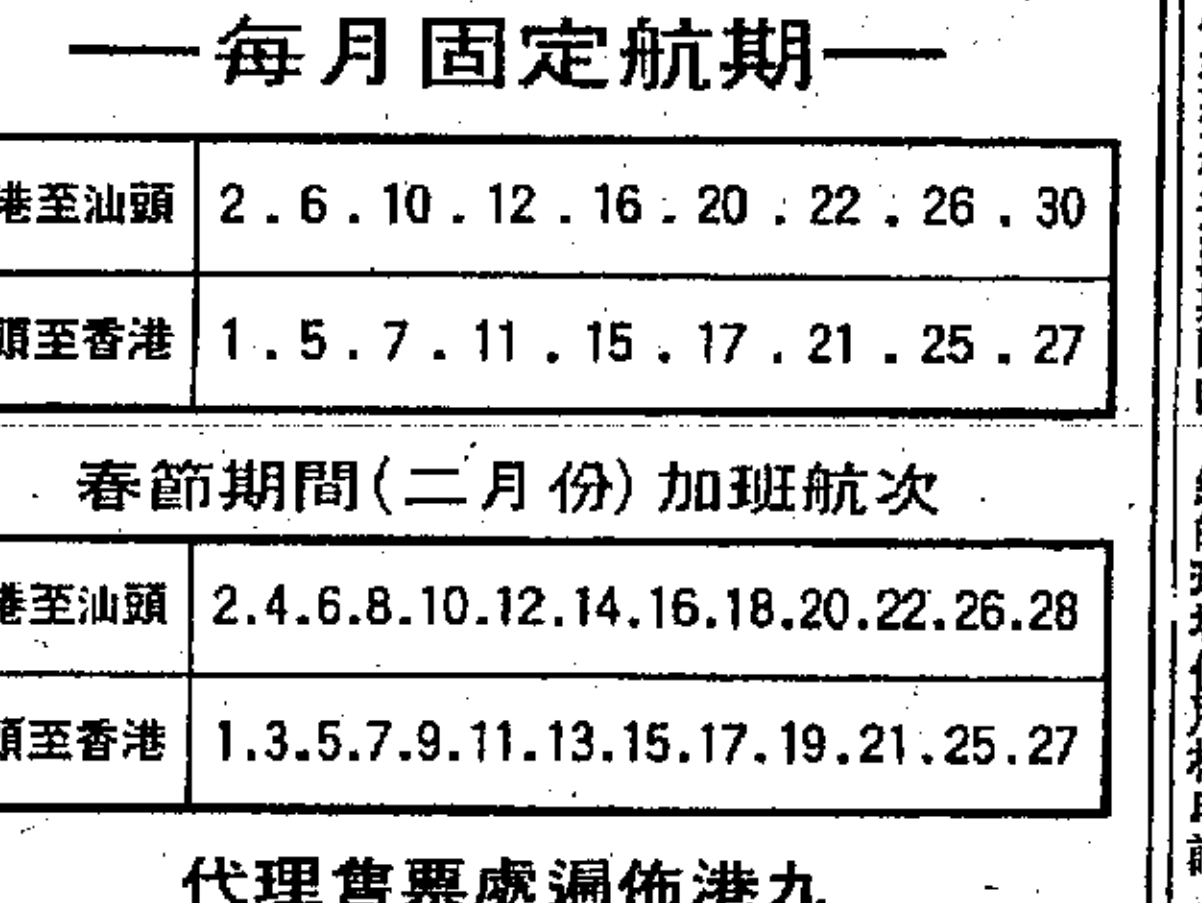 —每月固定航期—
港至汕頭 2.6.10.12.16.20.22.26.30
頭至香港 1.5.7.11.15.17.21.25.27
春節期間(二月份)加班航次
港至汕頭 2.4.6.8.10.12.14.16.18.20.22.26.28
頭至香港 1.3.5.7.9.11.13.15.17.19.21.25.27
代理售票處遍佈港九